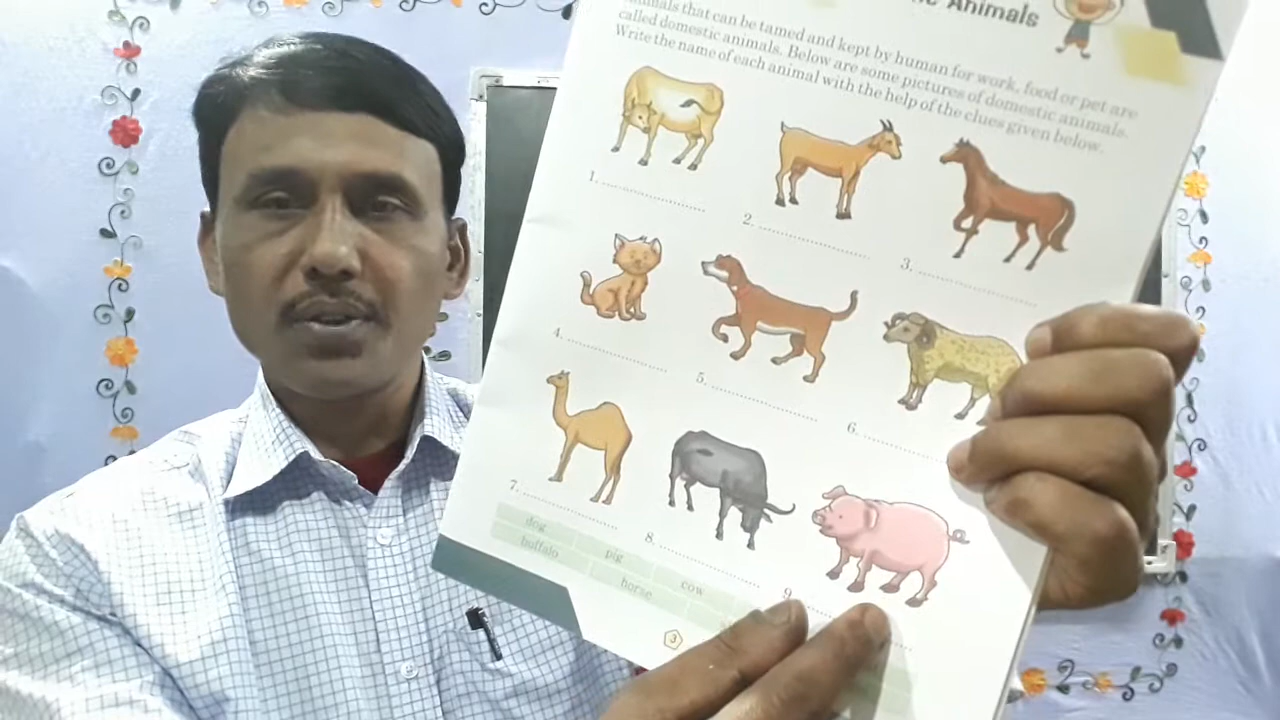 Animals
Animals that can be tamed and kept by human for work, food or pet are
called domestic animals. Below are some pictures of domestic animals.
Write the name of each animal with the help of the clues given below.
1. ........................
2. ........................
3. ........................
4. ........................
5. ........................
6. ........................
7. ........................
8. ........................
9. ........................
dog pig cow
buffalo horse
3